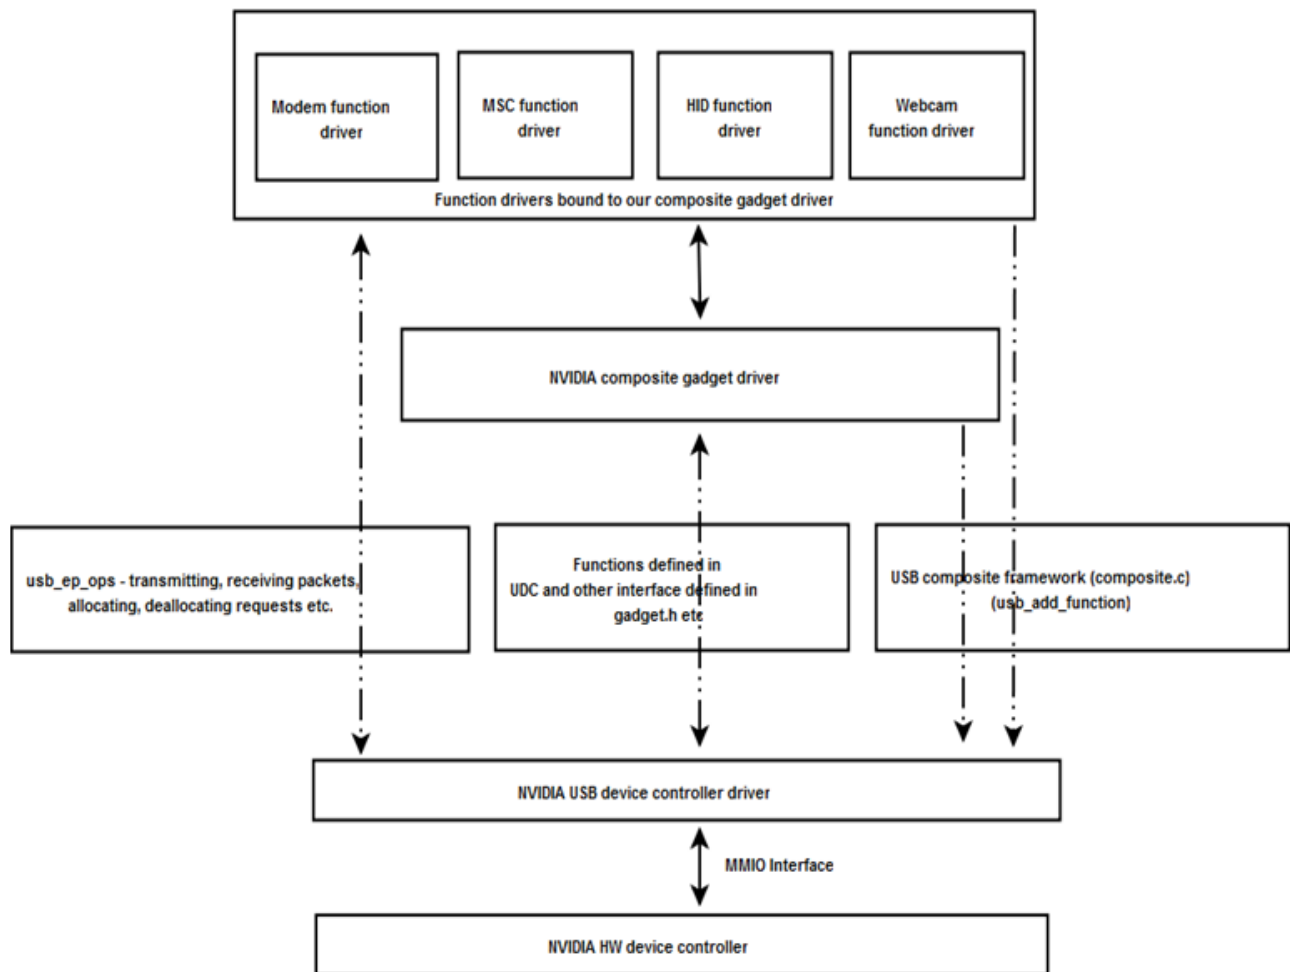 Modem function
driver
MSC function
driver
HID function
driver
Webcam
function driver
Function drivers bound to our composite gadget driver
NVIDIA composite gadget driver
usb_ep_ops - transmitting, receiving packets,
allocating, deallocating requests etc.
Functions defined in
UDC and other interface defined in
gadget.h etc
USB composite framework (composite.c)
(usb_add_function)
NVIDIA USB device controller driver
MMIO Interface
NVIDIA HW device controller